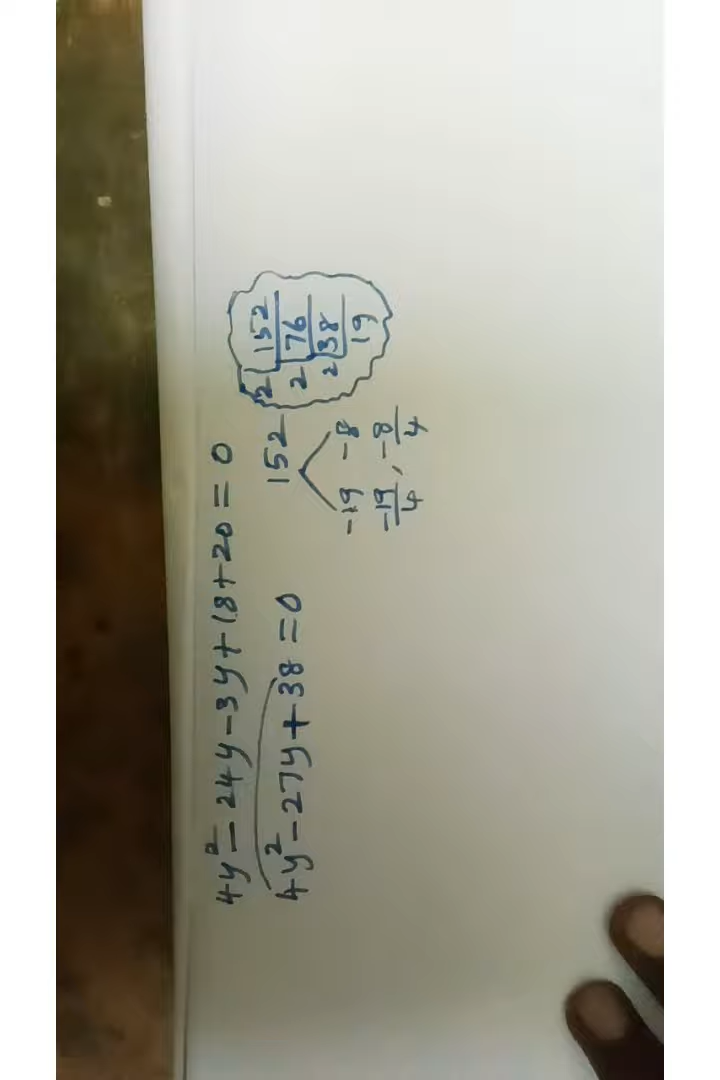 4y² - 24y - 3y + 18 + 20 = 0
4y² - 27y + 38 = 0
152
-19 -8
-19/4, -8/4
2 | 152
2 | 76
2 | 38
19